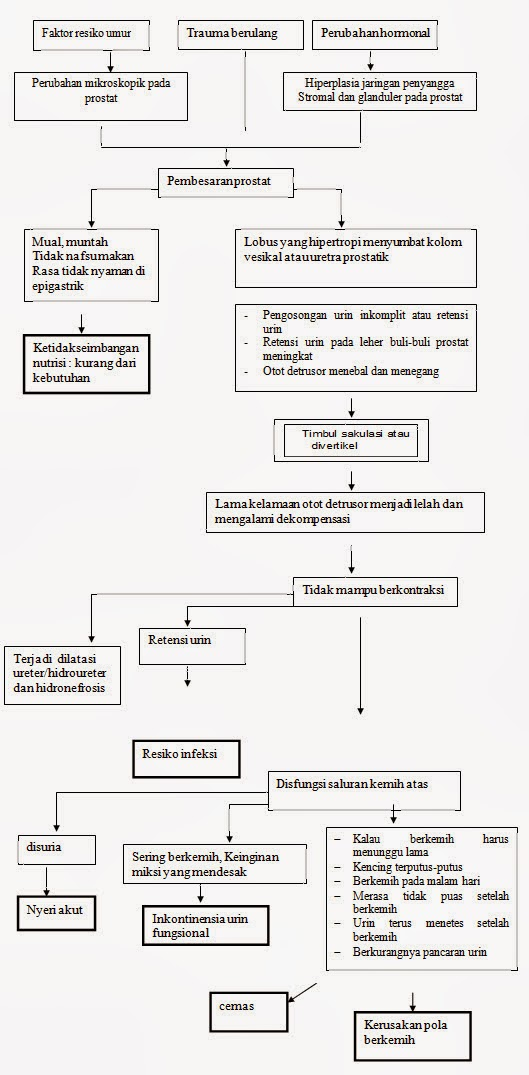 Faktor resiko umur
Trauma berulang
Perubahan hormonal
Perubahan mikroskopik pada
prostat
Hiperplasia jaringan penyangga
Stromal dan glanduler pada prostat
Pembesaran prostat
Mual, muntah
Tidak nafsu makan
Rasa tidak nyaman di
epigastrik
Lobus yang hipertropi menyumbat kolom
vesikal atau uretra prostatik
Ketidakseimbangan
nutrisi : kurang dari
kebutuhan
- Pengosongan urin inkomplit atau retensi
urin
- Retensi urin pada leher buli-buli prostat
meningkat
- Otot detrusor menebal dan menegang
Timbul sakulasi atau
divertikel
Lama kelamaan otot detrusor menjadi lelah dan
mengalami dekompensasi
Tidak mampu berkontraksi
Retensi urin
Terjadi dilatasi
ureter/hidroureter
dan hidronefrosis
Resiko infeksi
Disfungsi saluran kemih atas
disuria
Sering berkemih, Keinginan
miksi yang mendesak
– Kalau berkemih harus
menunggu lama
– Kencing terputus-putus
– Berkemih pada malam hari
– Merasa tidak puas setelah
berkemih
– Urin terus menetes setelah
berkemih
– Berkurangnya pancaran urin
Nyeri akut
Inkontinensia urin
fungsional
cemas
Kerusakan pola
berkemih